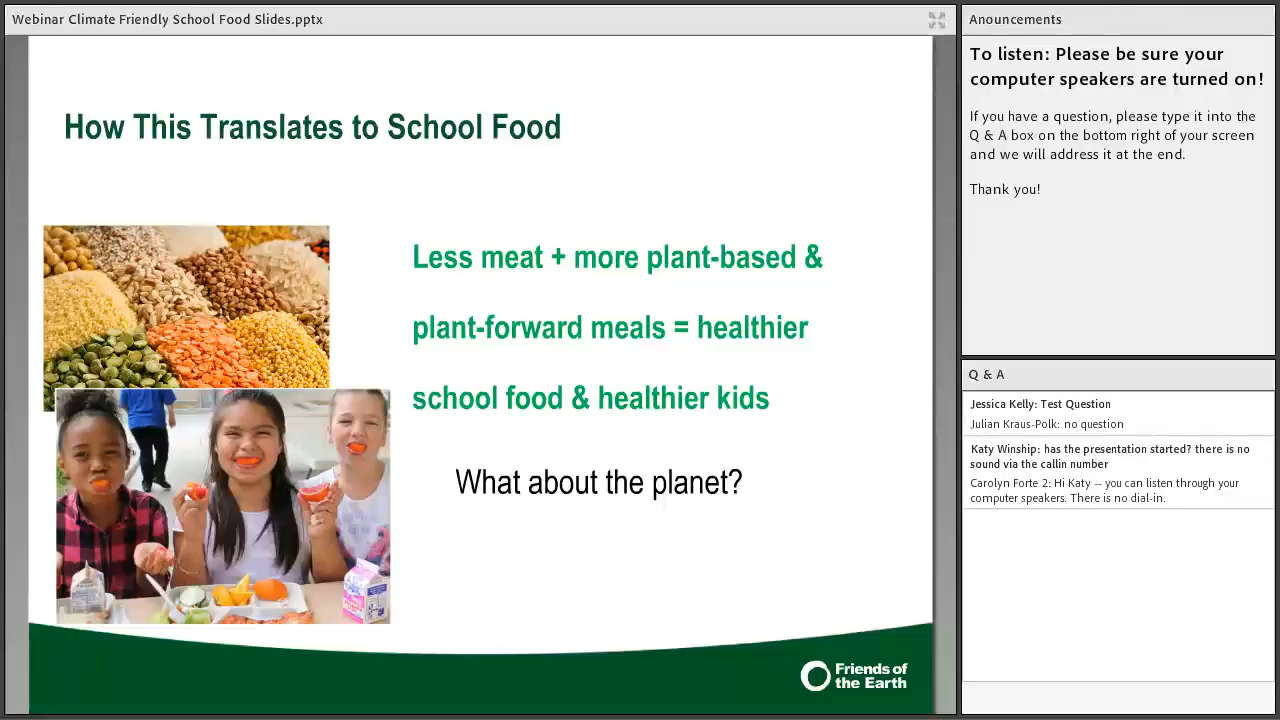 Webinar Climate Friendly School Food Slides.pptx
How This Translates to School Food
Less meat + more plant-based &
plant-forward meals = healthier
school food & healthier kids
What about the planet?
Friends of
the Earth
Anouncements
To listen: Please be sure your
computer speakers are turned on!
If you have a question, please type it into the
Q & A box on the bottom right of your screen
and we will address it at the end.
Thank you!
Q & A
Jessica Kelly: Test Question
Julian Kraus-Polk: no question
Katy Winship: has the presentation started? there is no
sound via the callin number
Carolyn Forte 2: Hi Katy -- you can listen through your
computer speakers. There is no dial-in.